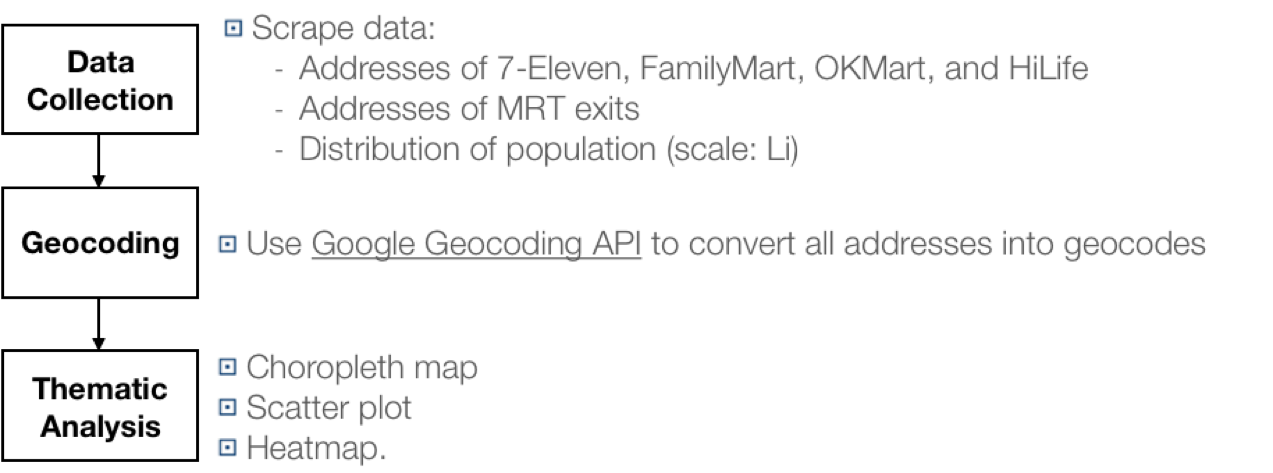 Data
Collection
Scrape data:
- Addresses of 7-Eleven, FamilyMart, OKMart, and HiLife
- Addresses of MRT exits
- Distribution of population (scale: Li)
Geocoding
Use Google Geocoding API to convert all addresses into geocodes
Thematic
Analysis
Choropleth map
Scatter plot
Heatmap.